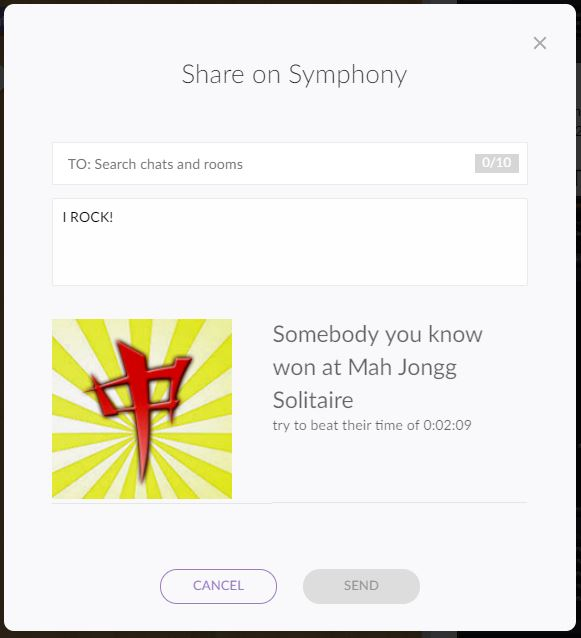 Share on Symphony
TO: Search chats and rooms
0/10
I ROCK!
中
Somebody you know
won at Mah Jongg
Solitaire
try to beat their time of 0:02:09
CANCEL
SEND